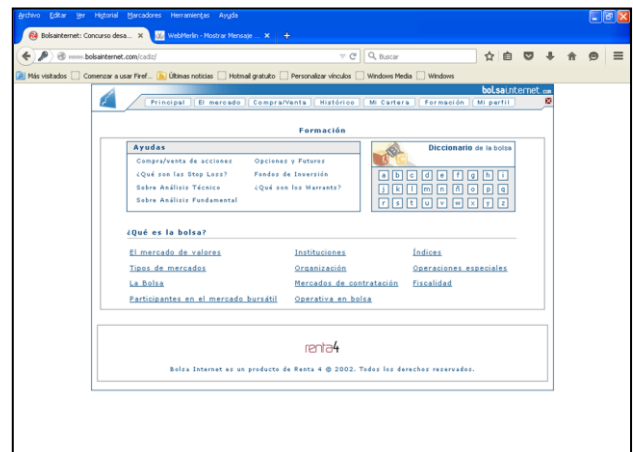 Archivo Editar Ver Historial Marcadores Herramientas Ayuda
Bolsainternet: Concurso desa... × WebMerlin - Mostrar Mensaje ... × +
www.bolsainternet.com/cadiz/ Buscar
Más visitados Comenzar a usar Firef... Últimas noticias Hotmail gratuito Personalizar vínculos Windows Media Windows
bolsainternet.com
Principal El mercado Compra/Venta Histórico Mi Cartera Formación Mi perfil
Formación
Ayudas
Compra/venta de acciones Opciones y Futuros
¿Qué son las Stop Loss? Fondos de Inversión
Sobre Análisis Técnico ¿Qué son los Warrants?
Sobre Análisis Fundamental
Diccionario de la bolsa
a b c d e f g h i
j k l m n ñ o p q
r s t u v w x y z
¿Qué es la bolsa?
El mercado de valores Instituciones Índices
Tipos de mercados Organización Operaciones especiales
La Bolsa Mercados de contratación Fiscalidad
Participantes en el mercado bursátil Operativa en bolsa
renta4
Bolsa Internet es un producto de Renta 4 @ 2002. Todos los derechos reservados.